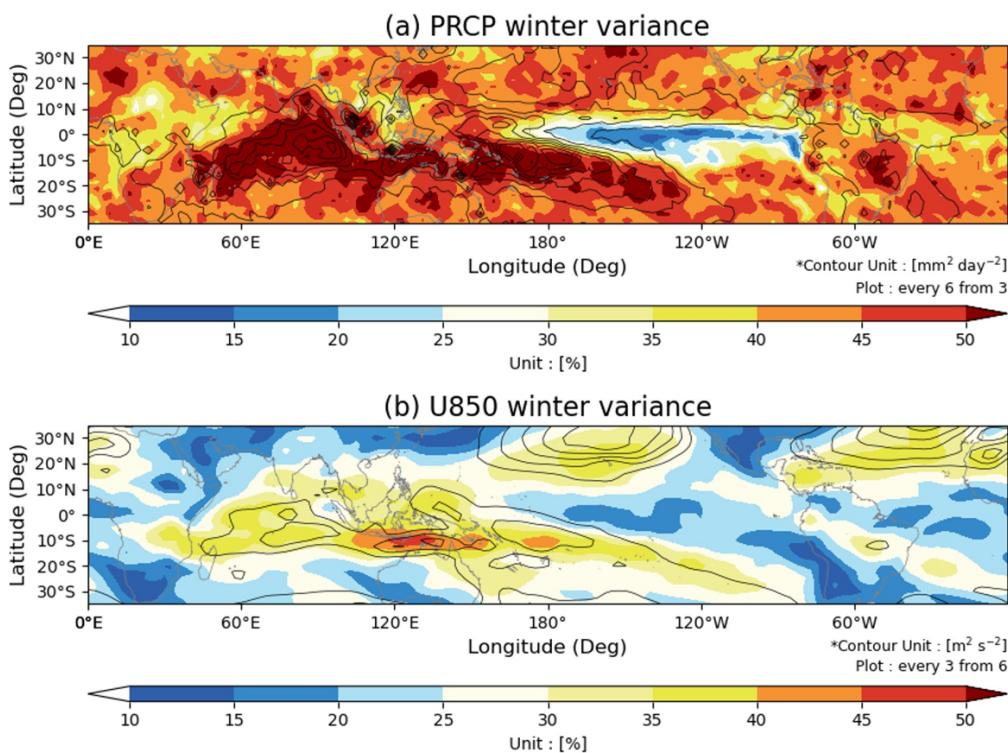 (a) PRCP winter variance
Latitude (Deg)
30°N
20°N
10°N
0°
10°S
20°S
30°S
0°E 60°E 120°E 180° 120°W 60°W
Longitude (Deg)
*Contour Unit : [mm² day⁻²]
Plot : every 6 from 3
10 15 20 25 30 35 40 45 50
Unit : [%]
(b) U850 winter variance
Latitude (Deg)
30°N
20°N
10°N
0°
10°S
20°S
30°S
0°E 60°E 120°E 180° 120°W 60°W
Longitude (Deg)
*Contour Unit : [m² s⁻²]
Plot : every 3 from 6
10 15 20 25 30 35 40 45 50
Unit : [%]